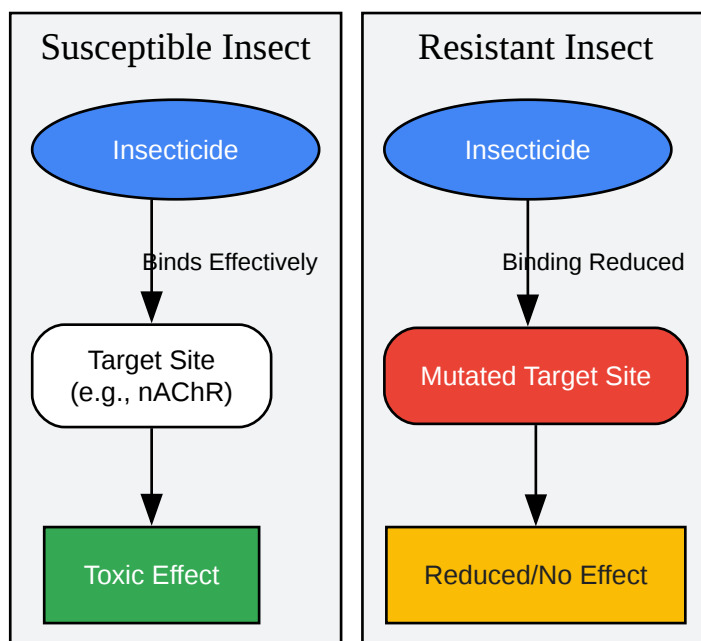 Susceptible Insect
Insecticide
Binds Effectively
Target Site
(e.g., nAChR)
Toxic Effect
Resistant Insect
Insecticide
Binding Reduced
Mutated Target Site
Reduced/No Effect